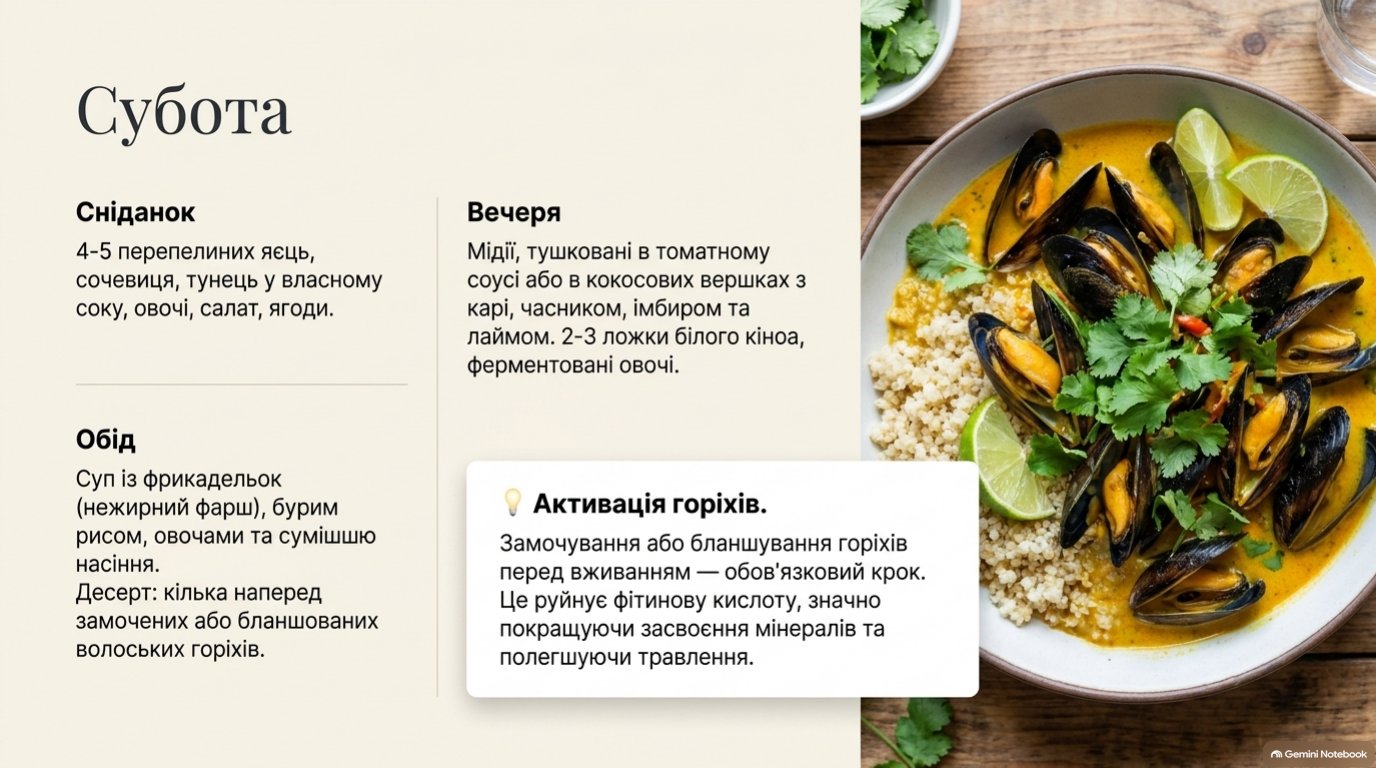 Субота
Сніданок
4-5 перепелиних яєць,
сочевиця, тунець у власному
соку, овочі, салат, ягоди.
Обід
Суп із фрикадельок
(нежирний фарш), бурим
рисом, овочами та сумішшю
насіння.
Десерт: кілька наперед
замочених або бланшованих
волоських горіхів.
Вечеря
Мідії, тушковані в томатному
соусі або в кокосових вершках з
карі, часником, імбиром та
лаймом. 2-3 ложки білого кіноа,
ферментовані овочі.
💡 Активація горіхів.
Замочування або бланшування горіхів
перед вживанням — обов'язковий крок.
Це руйнує фітинову кислоту, значно
покращуючи засвоєння мінералів та
полегшуючи травлення.
Gemini Notebook